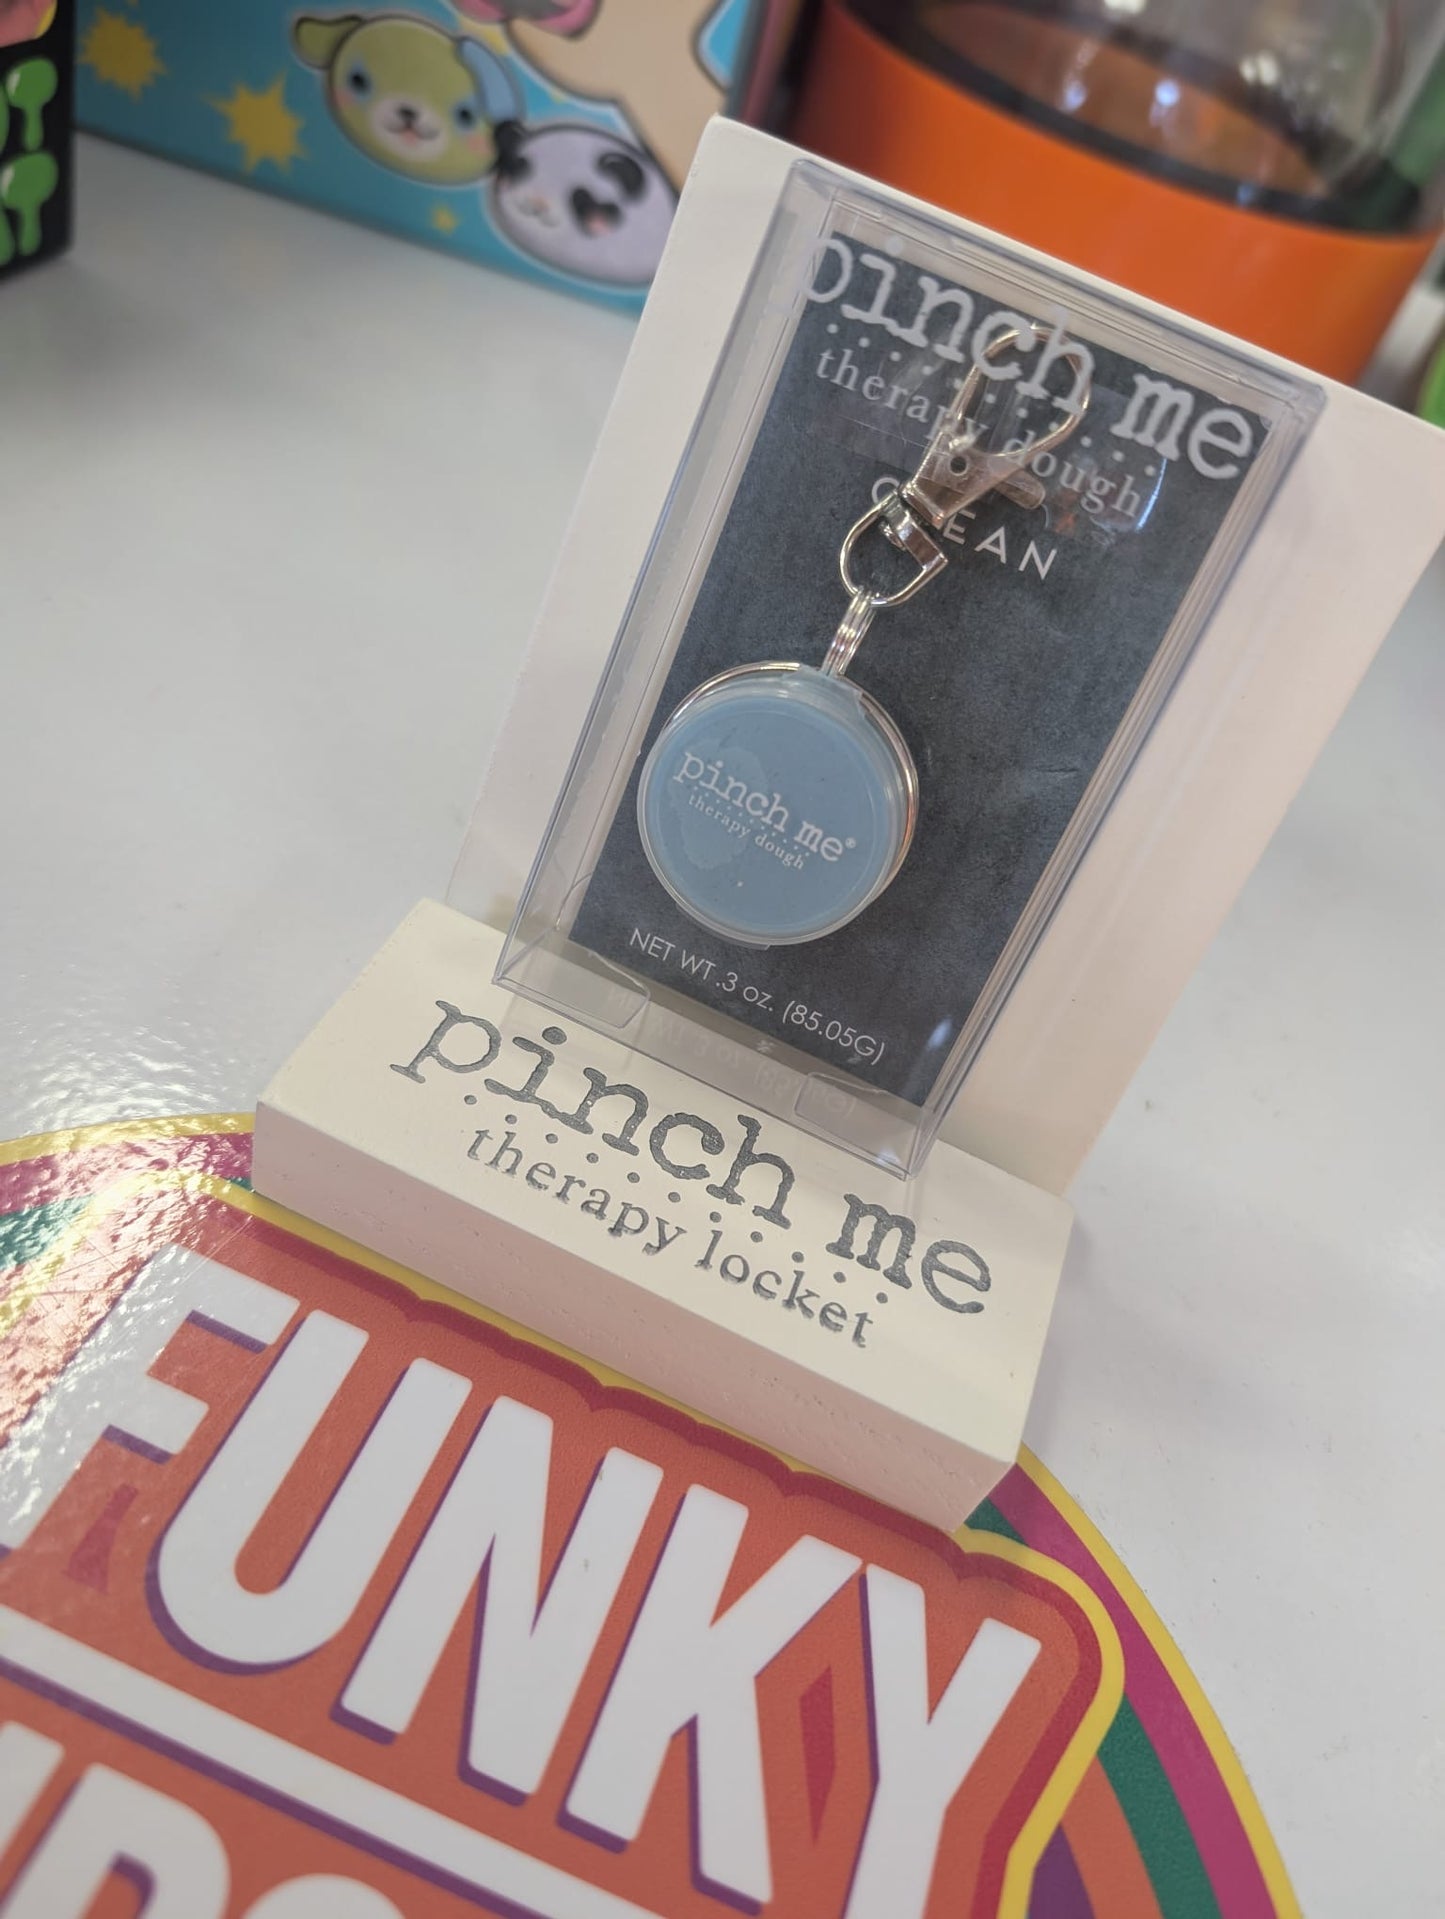 pinch me
therapy dough
OCEAN
pinch me®
therapy dough
NET WT .3 oz. (85.05G)
pinch me
therapy locket
FUNKY